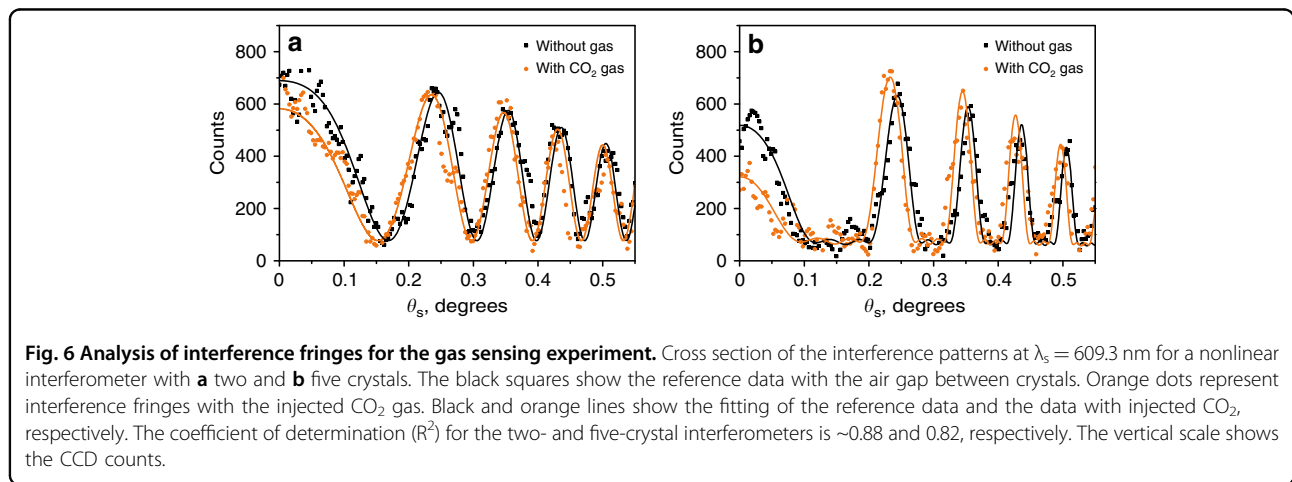 a
Without gas
With CO₂ gas
800
600
400
200
0
Counts
0 0.1 0.2 0.3 0.4 0.5
θs, degrees
b
Without gas
With CO₂ gas
800
600
400
200
0
Counts
0 0.1 0.2 0.3 0.4 0.5
θs, degrees
Fig. 6 Analysis of interference fringes for the gas sensing experiment. Cross section of the interference patterns at λs = 609.3 nm for a nonlinear
interferometer with a two and b five crystals. The black squares show the reference data with the air gap between crystals. Orange dots represent
interference fringes with the injected CO₂ gas. Black and orange lines show the fitting of the reference data and the data with injected CO₂,
respectively. The coefficient of determination (R²) for the two- and five-crystal interferometers is ~0.88 and 0.82, respectively. The vertical scale shows
the CCD counts.